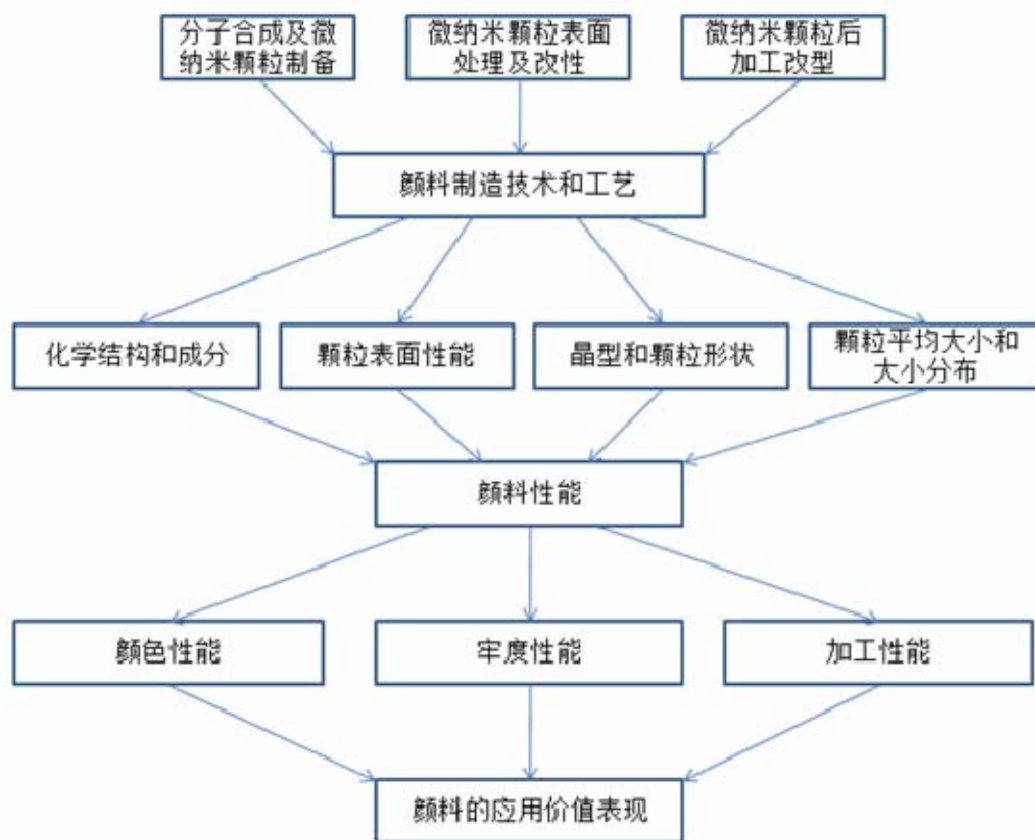 分子合成及微
纳米颗粒制备
微纳米颗粒表面
处理及改性
微纳米颗粒后
加工改型
颜料制造技术和工艺
化学结构和成分
颗粒表面性能
晶型和颗粒形状
颗粒平均大小和
大小分布
颜料性能
颜色性能
牢度性能
加工性能
颜料的应用价值表现